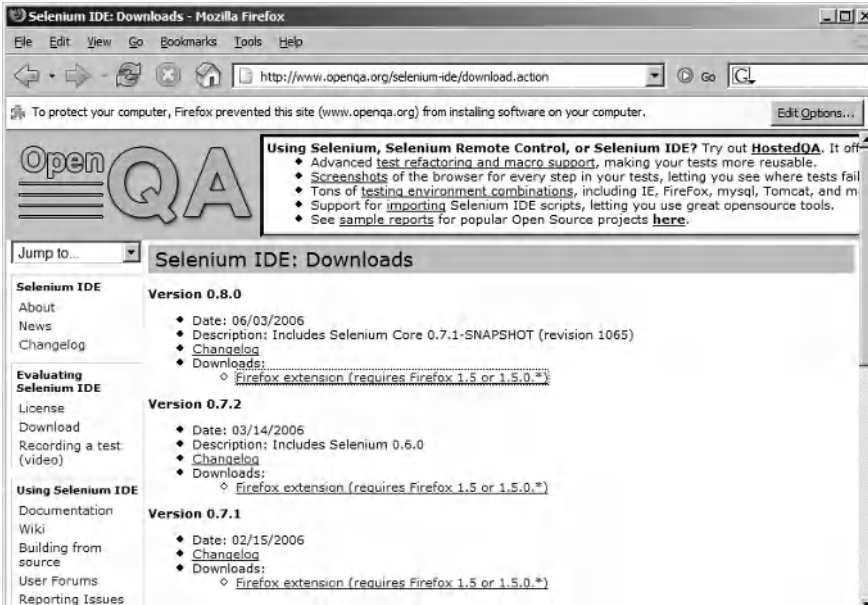 Selenium IDE: Downloads - Mozilla Firefox
File Edit View Go Bookmarks Tools Help
http://www.openqa.org/selenium-ide/download.action Go G
To protect your computer, Firefox prevented this site (www.openqa.org) from installing software on your computer. Edit Options...
Open QA
Using Selenium, Selenium Remote Control, or Selenium IDE? Try out HostedQA. It off
Advanced test refactoring and macro support, making your tests more reusable.
Screenshots of the browser for every step in your tests, letting you see where tests fail
Tons of testing environment combinations, including IE, FireFox, mysql, Tomcat, and m
Support for importing Selenium IDE scripts, letting you use great opensource tools.
See sample reports for popular Open Source projects here.
Jump to...
Selenium IDE
About
News
Changelog
Evaluating
Selenium IDE
License
Download
Recording a test
(video)
Using Selenium IDE
Documentation
Wiki
Building from
source
User Forums
Reporting Issues
Selenium IDE: Downloads
Version 0.8.0
Date: 06/03/2006
Description: Includes Selenium Core 0.7.1-SNAPSHOT (revision 1065)
Changelog
Downloads:
Firefox extension (requires Firefox 1.5 or 1.5.0.*)
Version 0.7.2
Date: 03/14/2006
Description: Includes Selenium 0.6.0
Changelog
Downloads:
Firefox extension (requires Firefox 1.5 or 1.5.0.*)
Version 0.7.1
Date: 02/15/2006
Changelog
Downloads:
Firefox extension (requires Firefox 1.5 or 1.5.0.*)